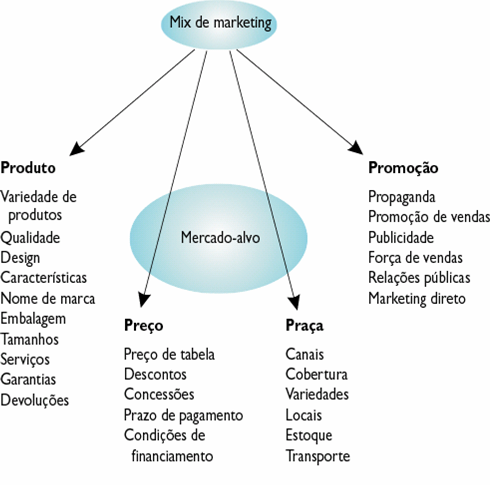 Mix de marketing
Produto
Variedade de
produtos
Qualidade
Design
Características
Nome de marca
Embalagem
Tamanhos
Serviços
Garantias
Devoluções
Mercado-alvo
Preço
Preço de tabela
Descontos
Concessões
Prazo de pagamento
Condições de
financiamento
Praça
Canais
Cobertura
Variedades
Locais
Estoque
Transporte
Promoção
Propaganda
Promoção de vendas
Publicidade
Força de vendas
Relações públicas
Marketing direto